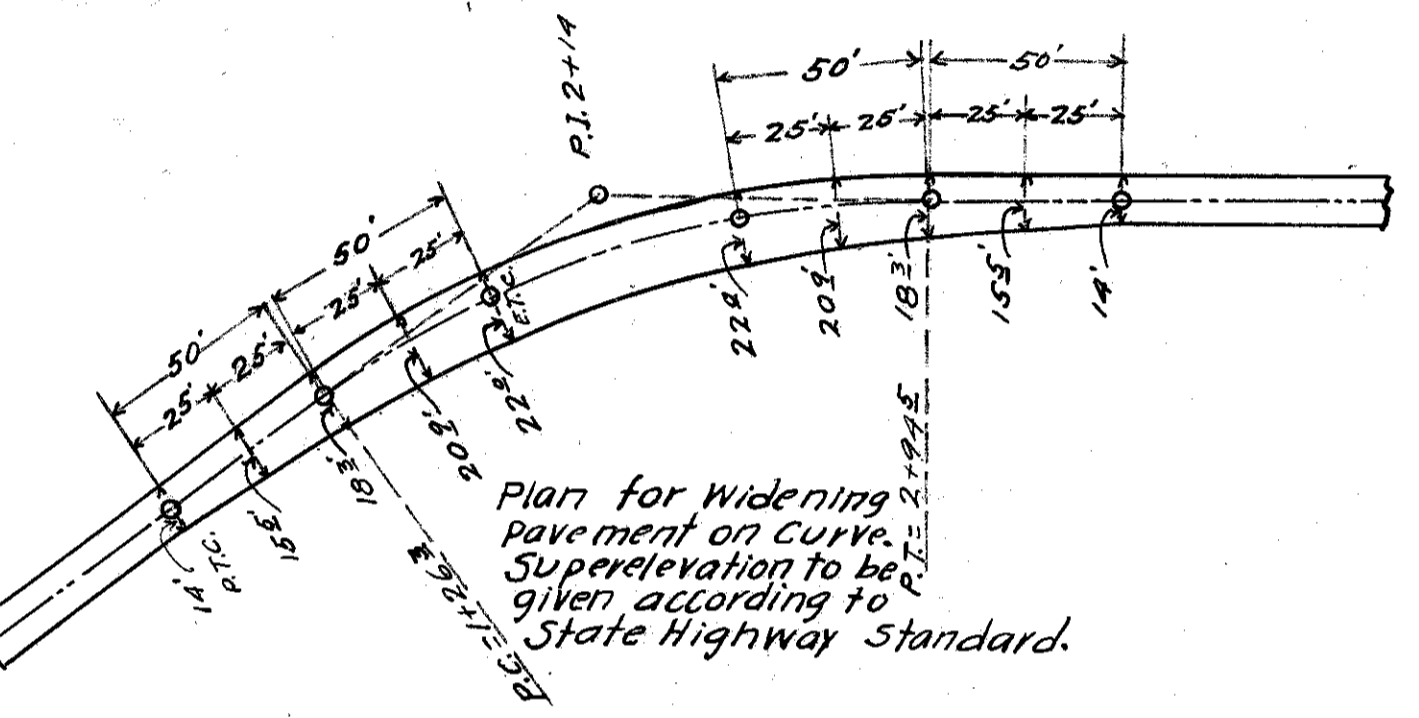 P.I. 2+14
50'
50'
25'
25'
25'
25'
50'
25'
25'
50'
25'
25'
E.T.C.
14'
P.T.C.
15 5'
18 3'
20 9'
22 9'
22 9'
20 9'
18 3'
15 5'
14'
P.C.=1+26 3
P.T.=2+94 5
Plan for Widening
pavement on Curve.
Superelevation to be
given according to
State Highway Standard.